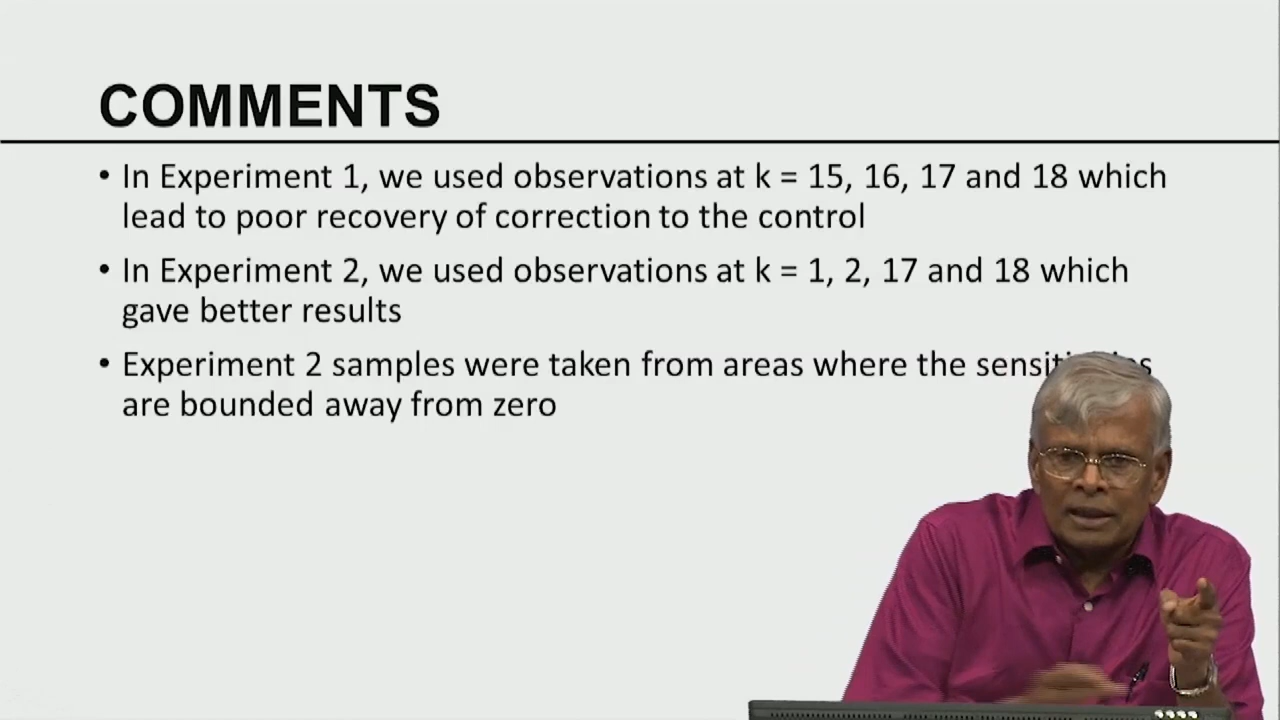 COMMENTS
• In Experiment 1, we used observations at k = 15, 16, 17 and 18 which
lead to poor recovery of correction to the control
• In Experiment 2, we used observations at k = 1, 2, 17 and 18 which
gave better results
• Experiment 2 samples were taken from areas where the
are bounded away from zero